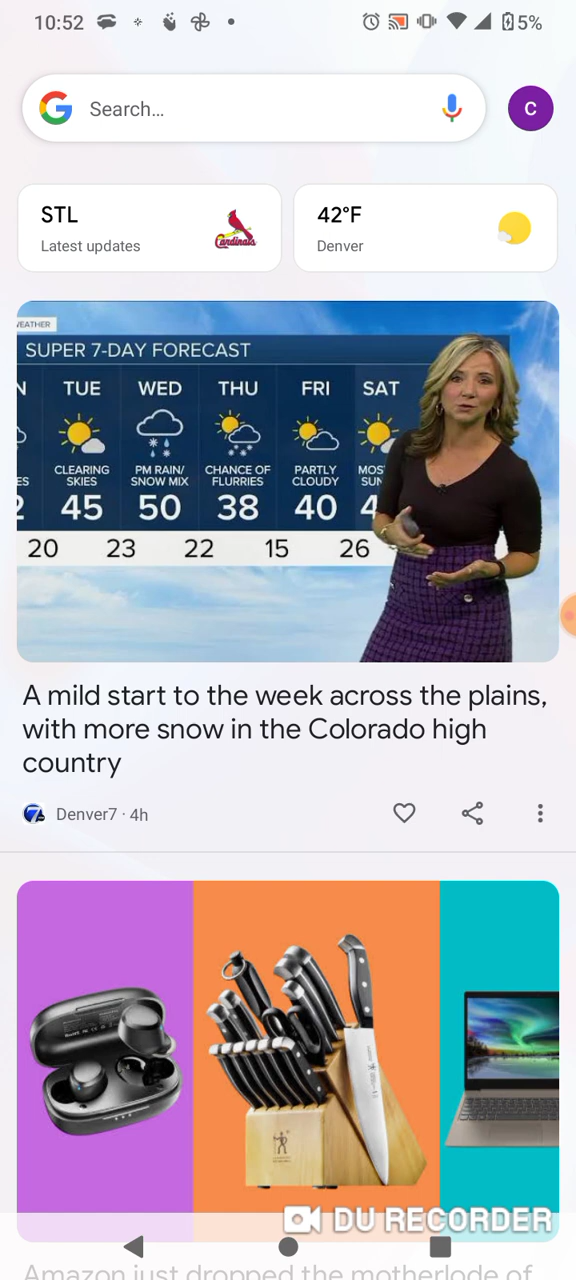 10:52
5%
Search…
C
STL
Latest updates
Cardinals
42°F
Denver
WEATHER
SUPER 7-DAY FORECAST
N TUE WED THU FRI SAT
CLEARING SKIES
PM RAIN/ SNOW MIX
CHANCE OF FLURRIES
PARTLY CLOUDY
2 45 50 38 40 4
20 23 22 15 26
A mild start to the week across the plains,
with more snow in the Colorado high
country
Denver7 · 4h
DU RECORDER
Amazon just dropped the motherlode of